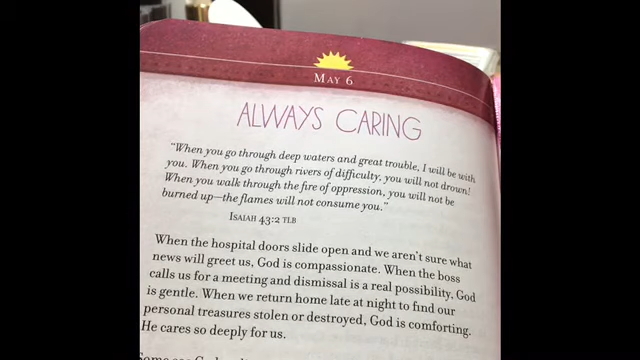 MAY 6
ALWAYS CARING
"When you go through deep waters and great trouble, I will be with
you. When you go through rivers of difficulty, you will not drown!
When you walk through the fire of oppression, you will not be
burned up—the flames will not consume you."
ISAIAH 43:2 TLB
When the hospital doors slide open and we aren't sure what
news will greet us, God is compassionate. When the boss
calls us for a meeting and dismissal is a real possibility, God
is gentle. When we return home late at night to find our
personal treasures stolen or destroyed, God is comforting.
He cares so deeply for us.